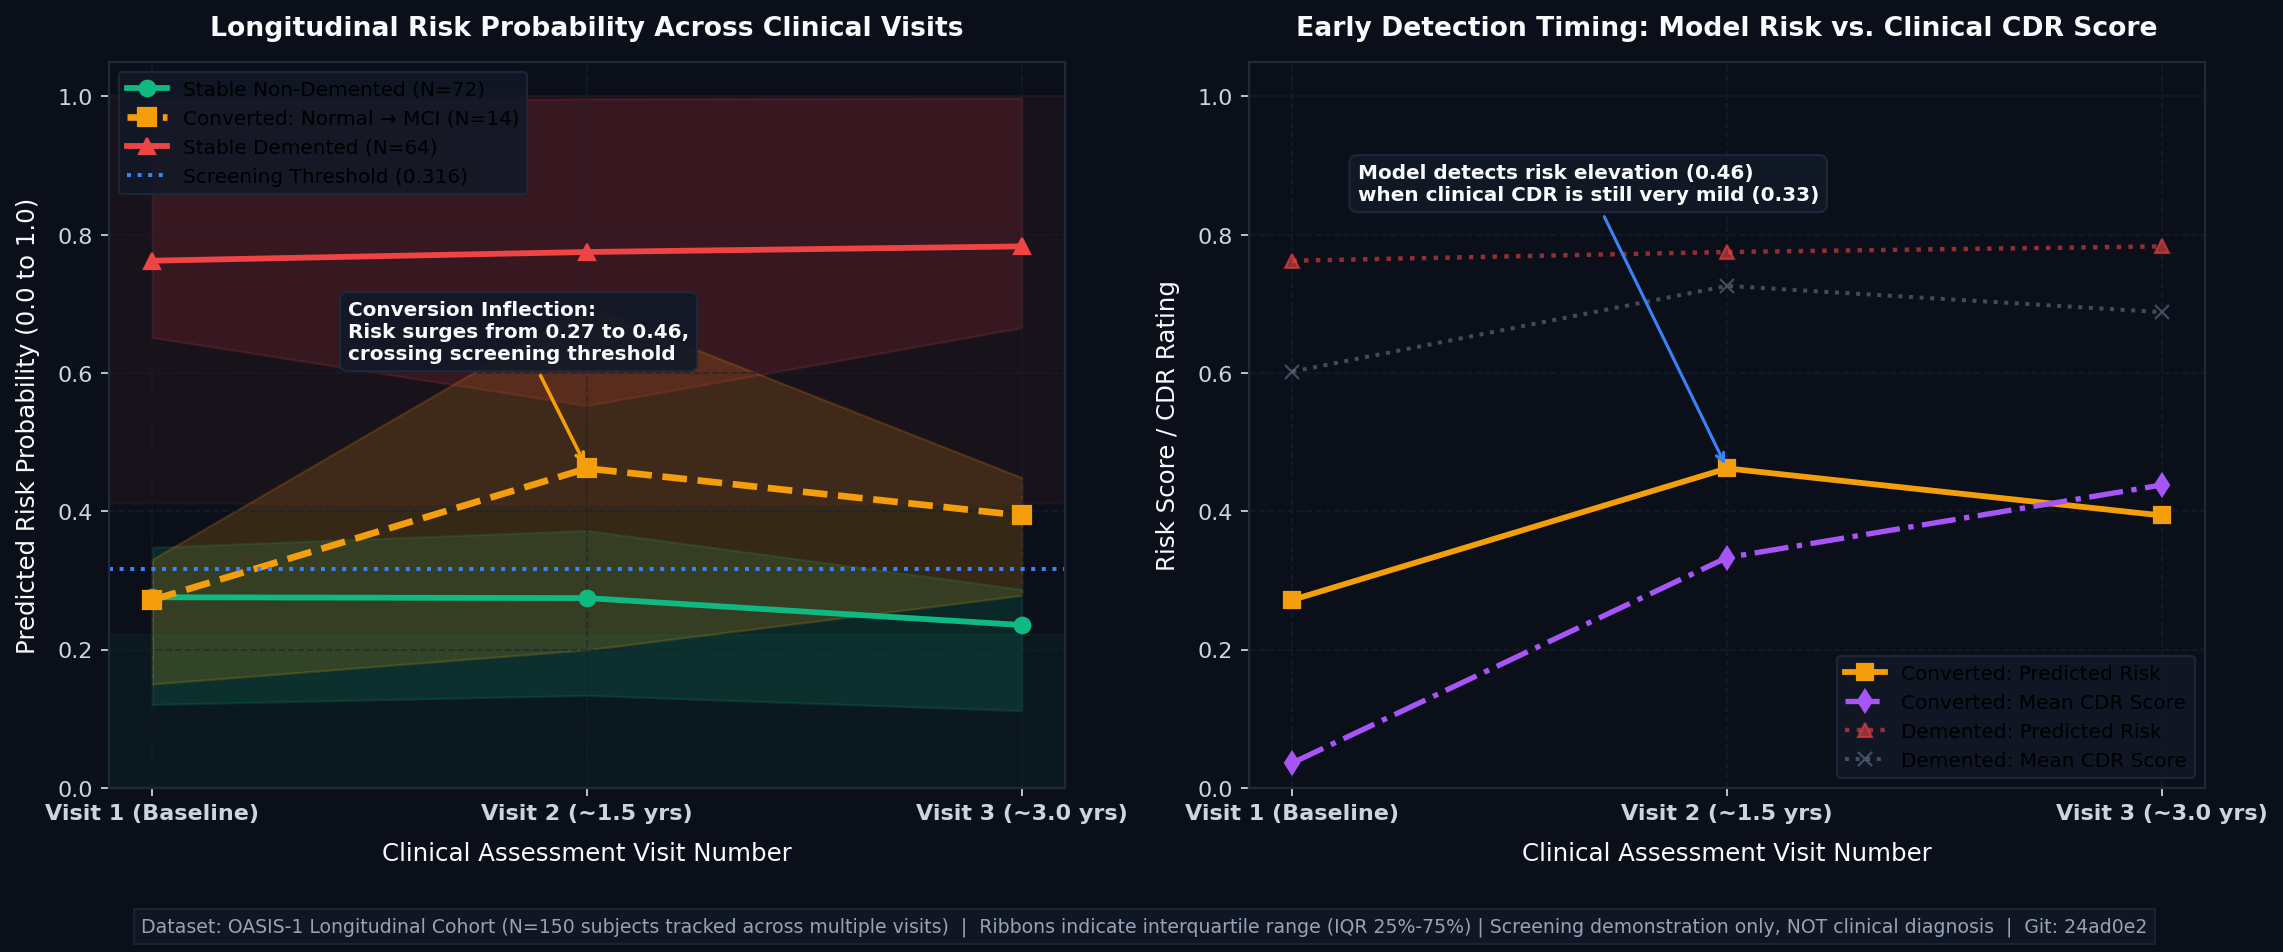 Longitudinal Risk Probability Across Clinical Visits
Predicted Risk Probability (0.0 to 1.0)
1.0
0.8
0.6
0.4
0.2
0.0
Stable Non-Demented (N=72)
Converted: Normal → MCI (N=14)
Stable Demented (N=64)
Screening Threshold (0.316)
Conversion Inflection:
Risk surges from 0.27 to 0.46,
crossing screening threshold
Visit 1 (Baseline)
Visit 2 (~1.5 yrs)
Visit 3 (~3.0 yrs)
Clinical Assessment Visit Number
Early Detection Timing: Model Risk vs. Clinical CDR Score
Risk Score / CDR Rating
1.0
0.8
0.6
0.4
0.2
0.0
Model detects risk elevation (0.46)
when clinical CDR is still very mild (0.33)
Converted: Predicted Risk
Converted: Mean CDR Score
Demented: Predicted Risk
Demented: Mean CDR Score
Visit 1 (Baseline)
Visit 2 (~1.5 yrs)
Visit 3 (~3.0 yrs)
Clinical Assessment Visit Number
Dataset: OASIS-1 Longitudinal Cohort (N=150 subjects tracked across multiple visits) | Ribbons indicate interquartile range (IQR 25%-75%) | Screening demonstration only, NOT clinical diagnosis | Git: 24ad0e2